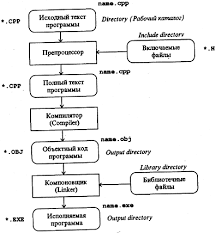 name.cpp
*.CPP
Исходный текст
программы
Directory (Рабочий каталог)
Include directory
Препроцессор
Включаемые
файлы
*.H
name.cpp
*.CPP
Полный текст
программы
Компилятор
(Compiler)
name.obj
*.OBJ
Объектный код
программы
Output directory
Library directory
Компоновщик
(Linker)
Библиотечные
файлы
name.exe
*.EXE
Исполняемая
программа
Output directory